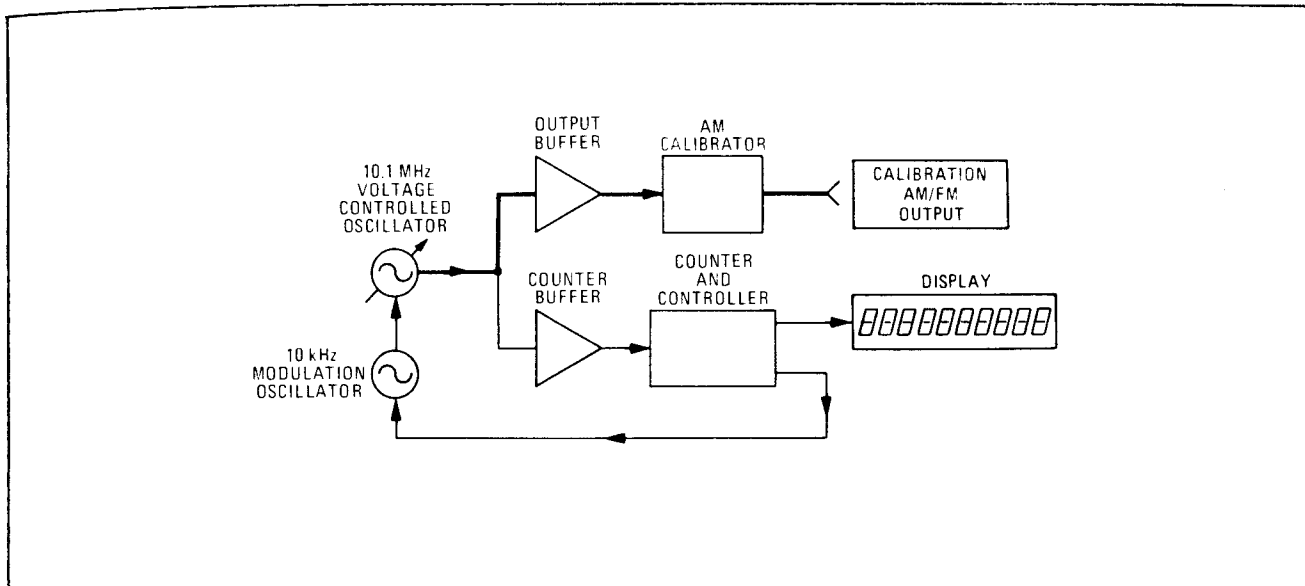 OUTPUT
BUFFER
AM
CALIBRATOR
10.1 MHz
VOLTAGE
CONTROLLED
OSCILLATOR
CALIBRATION
AM/FM
OUTPUT
COUNTER
BUFFER
COUNTER
AND
CONTROLLER
DISPLAY
10 kHz
MODULATION
OSCILLATOR